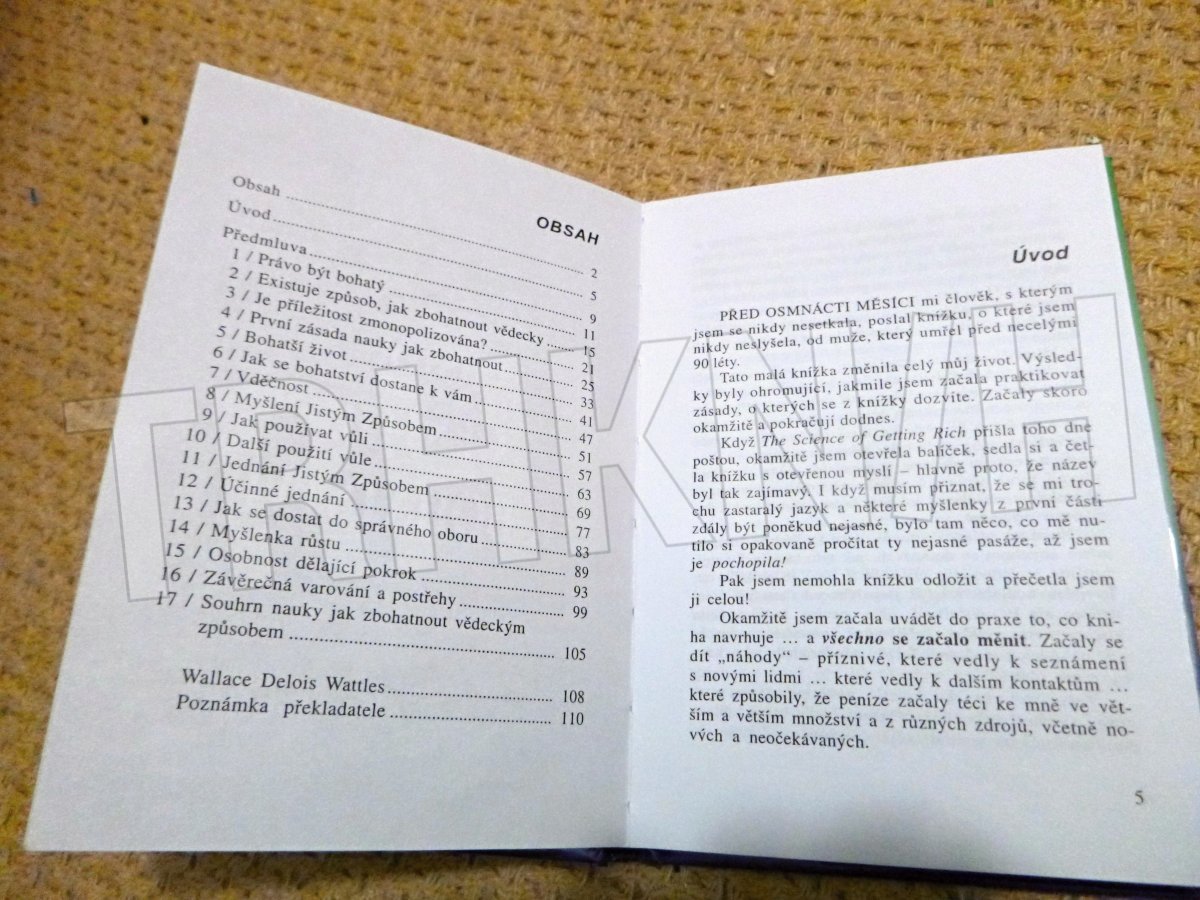 OBSAH
Obsah ........ 2
Úvod ........ 5
Předmluva ........ 9
1 / Právo být bohatý ........ 11
2 / Existuje způsob, jak zbohatnout vědecky ........ 15
3 / Je příležitost zmonopolizována? ........ 21
4 / První zásada nauky jak zbohatnout ........ 25
5 / Bohatší život ........ 33
6 / Jak se bohatství dostane k vám ........ 41
7 / Vděčnost ........ 47
8 / Myšlení Jistým Způsobem ........ 51
9 / Jak používat vůli ........ 57
10 / Další použití vůle ........ 63
11 / Jednání Jistým Způsobem ........ 69
12 / Účinné jednání ........ 77
13 / Jak se dostat do správného oboru ........ 83
14 / Myšlenka růstu ........ 89
15 / Osobnost dělající pokrok ........ 93
16 / Závěrečná varování a postřehy ........ 99
17 / Souhrn nauky jak zbohatnout vědeckým
způsobem ........ 105
Wallace Delois Wattles ........ 108
Poznámka překladatele ........ 110
Úvod
PŘED OSMNÁCTI MĚSÍCI mi člověk, s kterým
jsem se nikdy nesetkala, poslal knížku, o které jsem
nikdy neslyšela, od muže, který umřel před necelými
90 léty.
Tato malá knížka změnila celý můj život. Výsled-
ky byly ohromující, jakmile jsem začala praktikovat
zásady, o kterých se z knížky dozvíte. Začaly skoro
okamžitě a pokračují dodnes.
Když The Science of Getting Rich přišla toho dne
poštou, okamžitě jsem otevřela balíček, sedla si a čet-
la knížku s otevřenou myslí – hlavně proto, že název
byl tak zajímavý. I když musím přiznat, že se mi tro-
chu zastaralý jazyk a některé myšlenky z první části
zdály být poněkud nejasné, bylo tam něco, co mě nu-
tilo si opakovaně pročítat ty nejasné pasáže, až jsem
je pochopila!
Pak jsem nemohla knížku odložit a přečetla jsem
ji celou!
Okamžitě jsem začala uvádět do praxe to, co kni-
ha navrhuje ... a všechno se začalo měnit. Začaly se
dít „náhody“ – příznivé, které vedly k seznámení
s novými lidmi ... které vedly k dalším kontaktům ...
které způsobily, že peníze začaly téci ke mně ve vět-
ším a větším množství a z různých zdrojů, včetně no-
vých a neočekávaných.
5
TRHKNIH